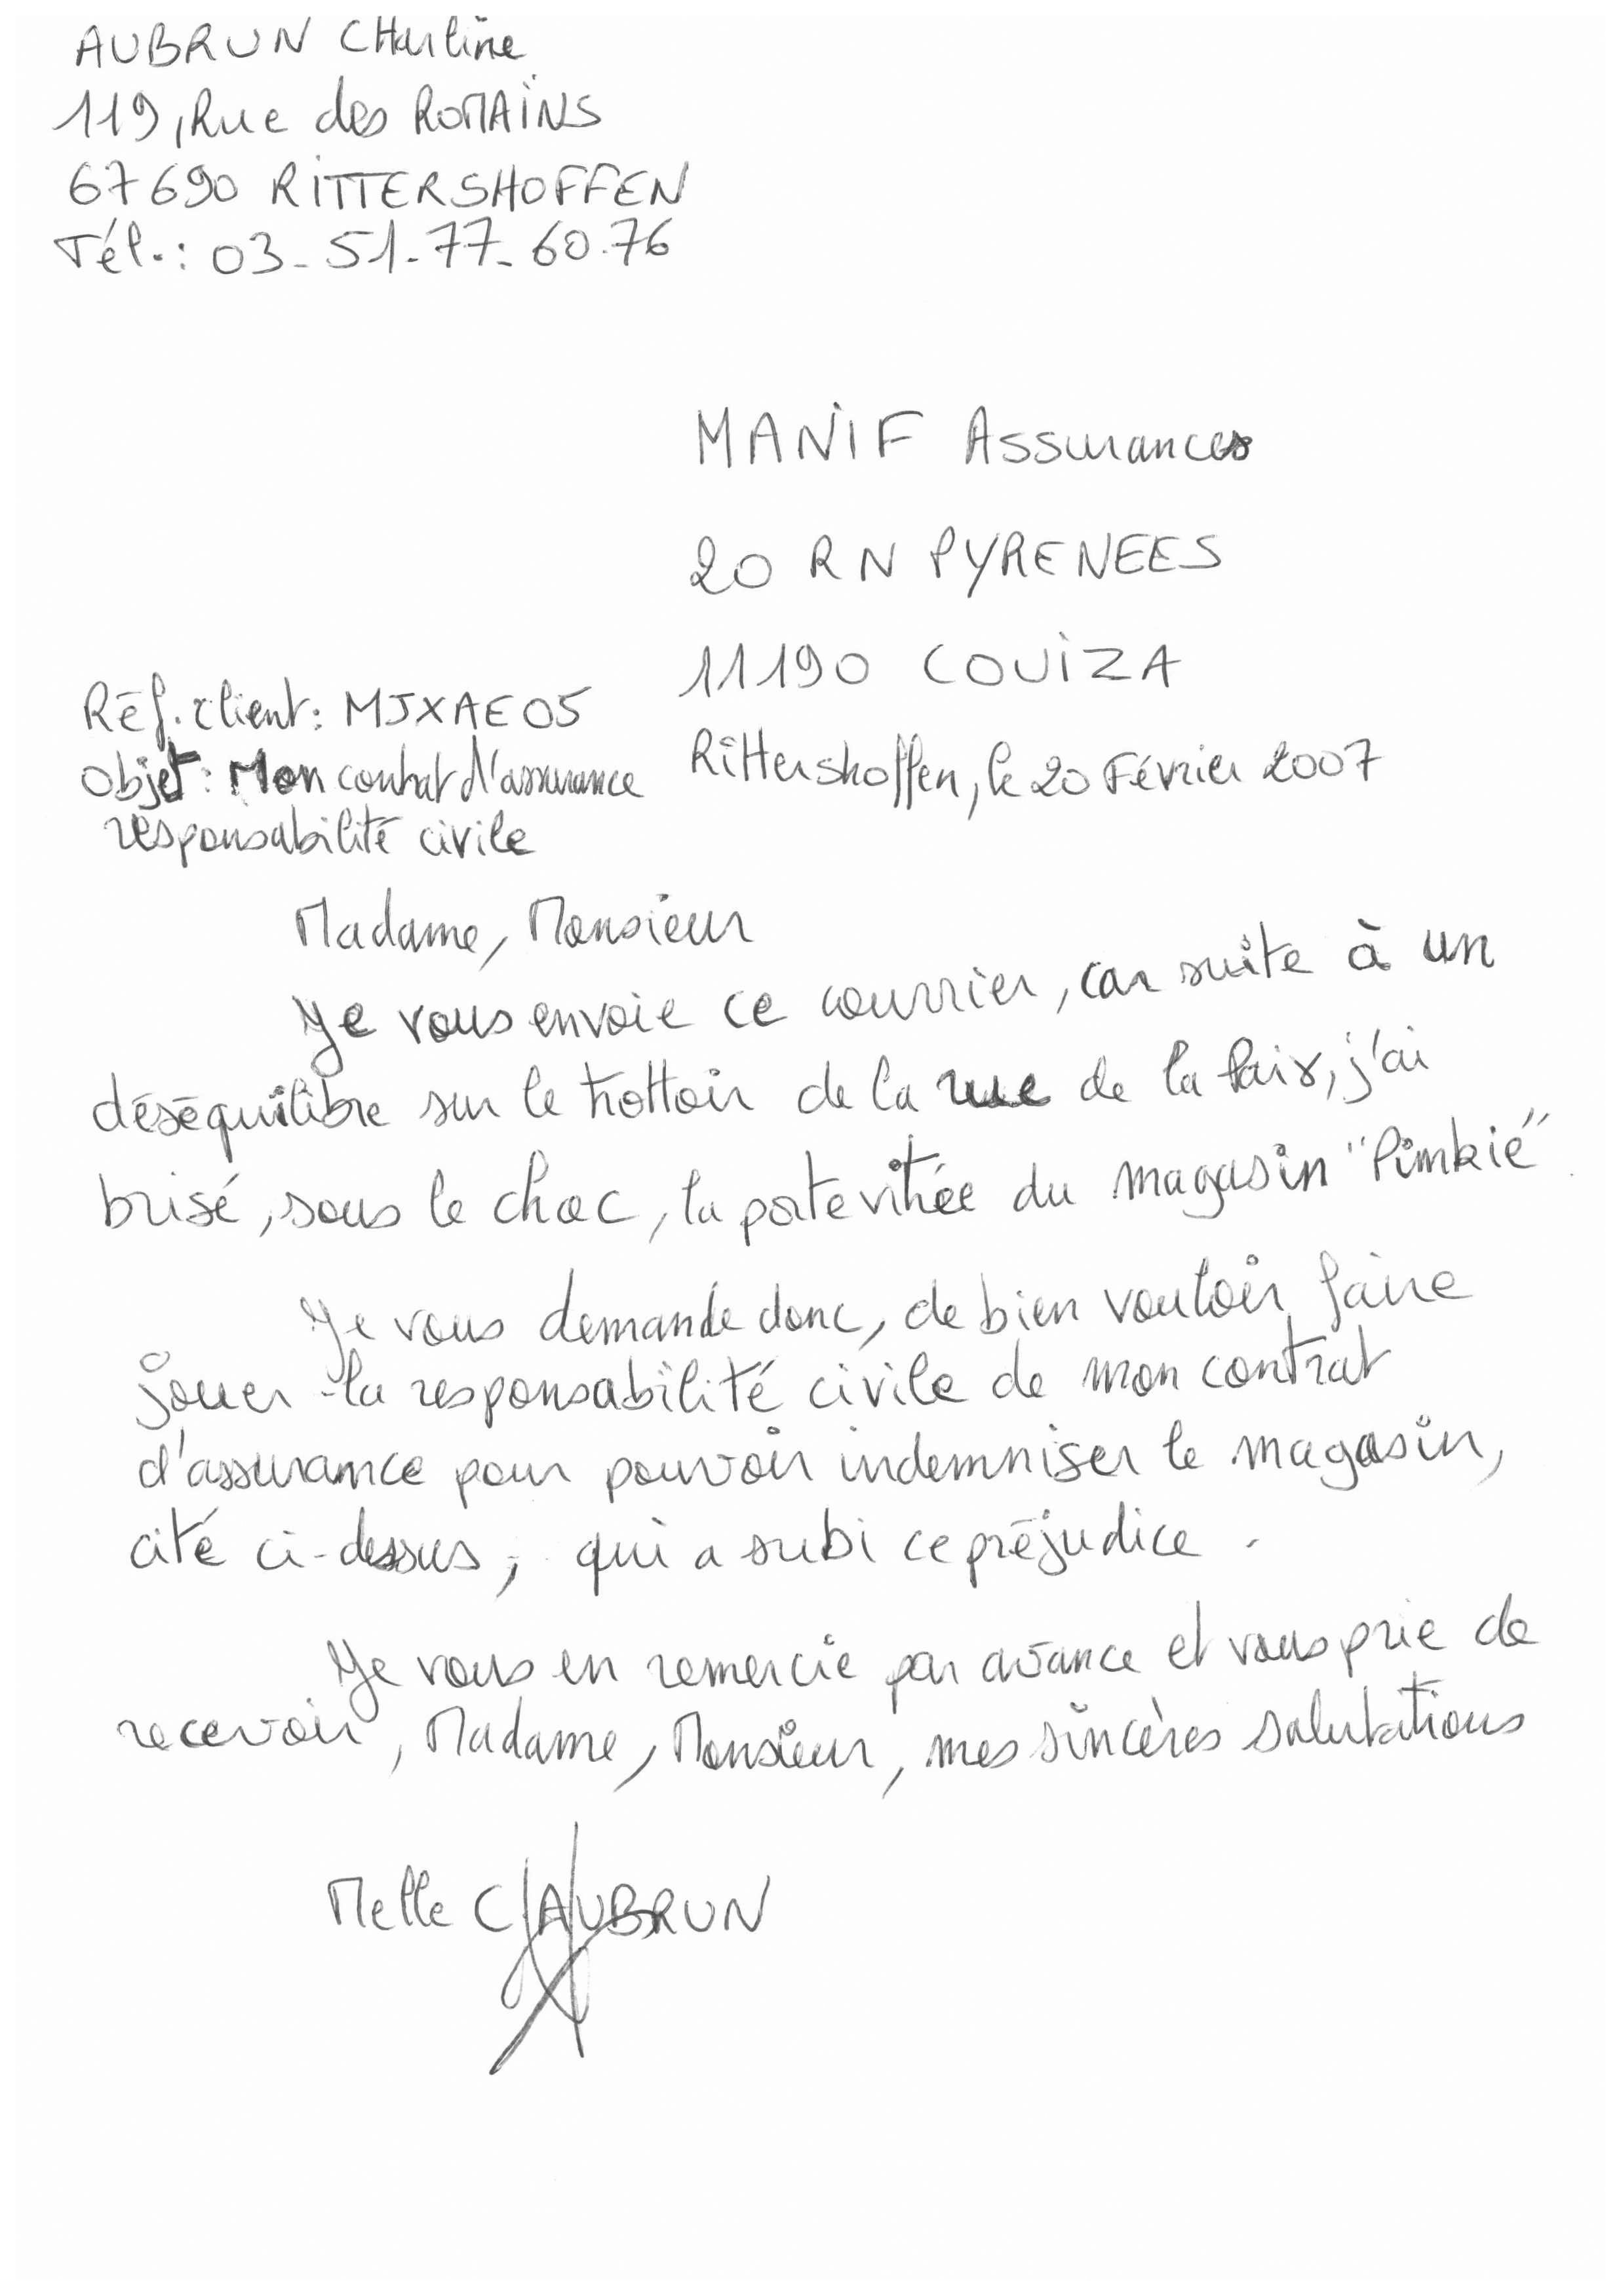 AUBRUN CHarline
119, Rue des ROMAINS
67690 RITTERSHOFFEN
Tél.: 03-51-77-60.76
MANIF Assurances
20 RN PYRENEES
11190 COUIZA
Réf. client: MJXAE05
Rittershoffen, le 20 Février 2007
Objet: Mon contrat d'assurance
responsabilité civile
Madame, Monsieur
Je vous envoie ce courrier, car suite à un
déséquilibre sur le trottoir de la rue de la Paix, j'ai
brisé, sous le choc, la porte vitrée du magasin "Pimkie".
Je vous demande donc, de bien vouloir faire
jouer la responsabilité civile de mon contrat
d'assurance pour pouvoir indemniser le magasin,
cité ci-dessus, qui a subi ce préjudice.
Je vous en remercie par avance et vous prie de
recevoir, Madame, Monsieur, mes sincères salutations
Melle C AUBRUN